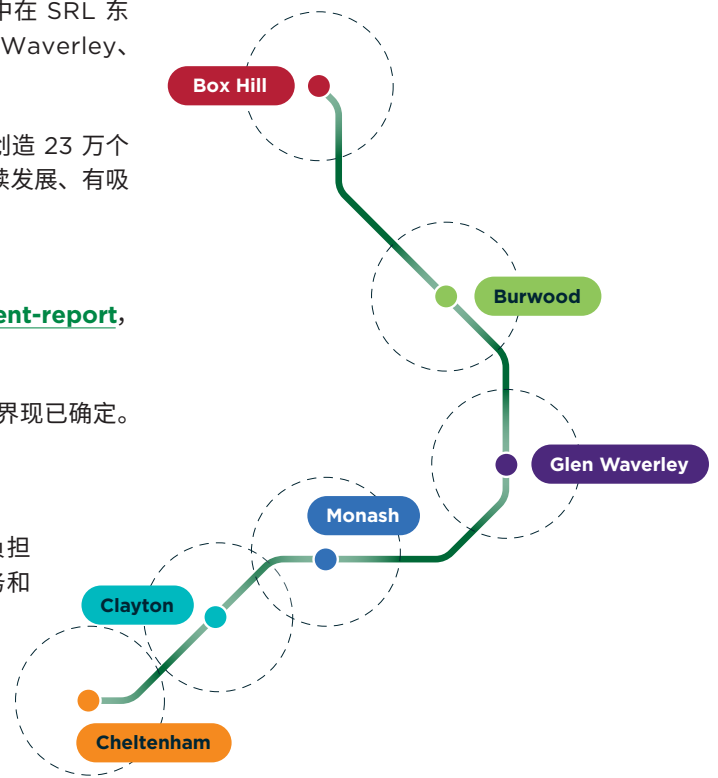 中在 SRL 东
Waverley、
创造 23 万个
续发展、有吸
ent-report，
界现已确定。
负担
务和
Box Hill
Burwood
Glen Waverley
Monash
Clayton
Cheltenham